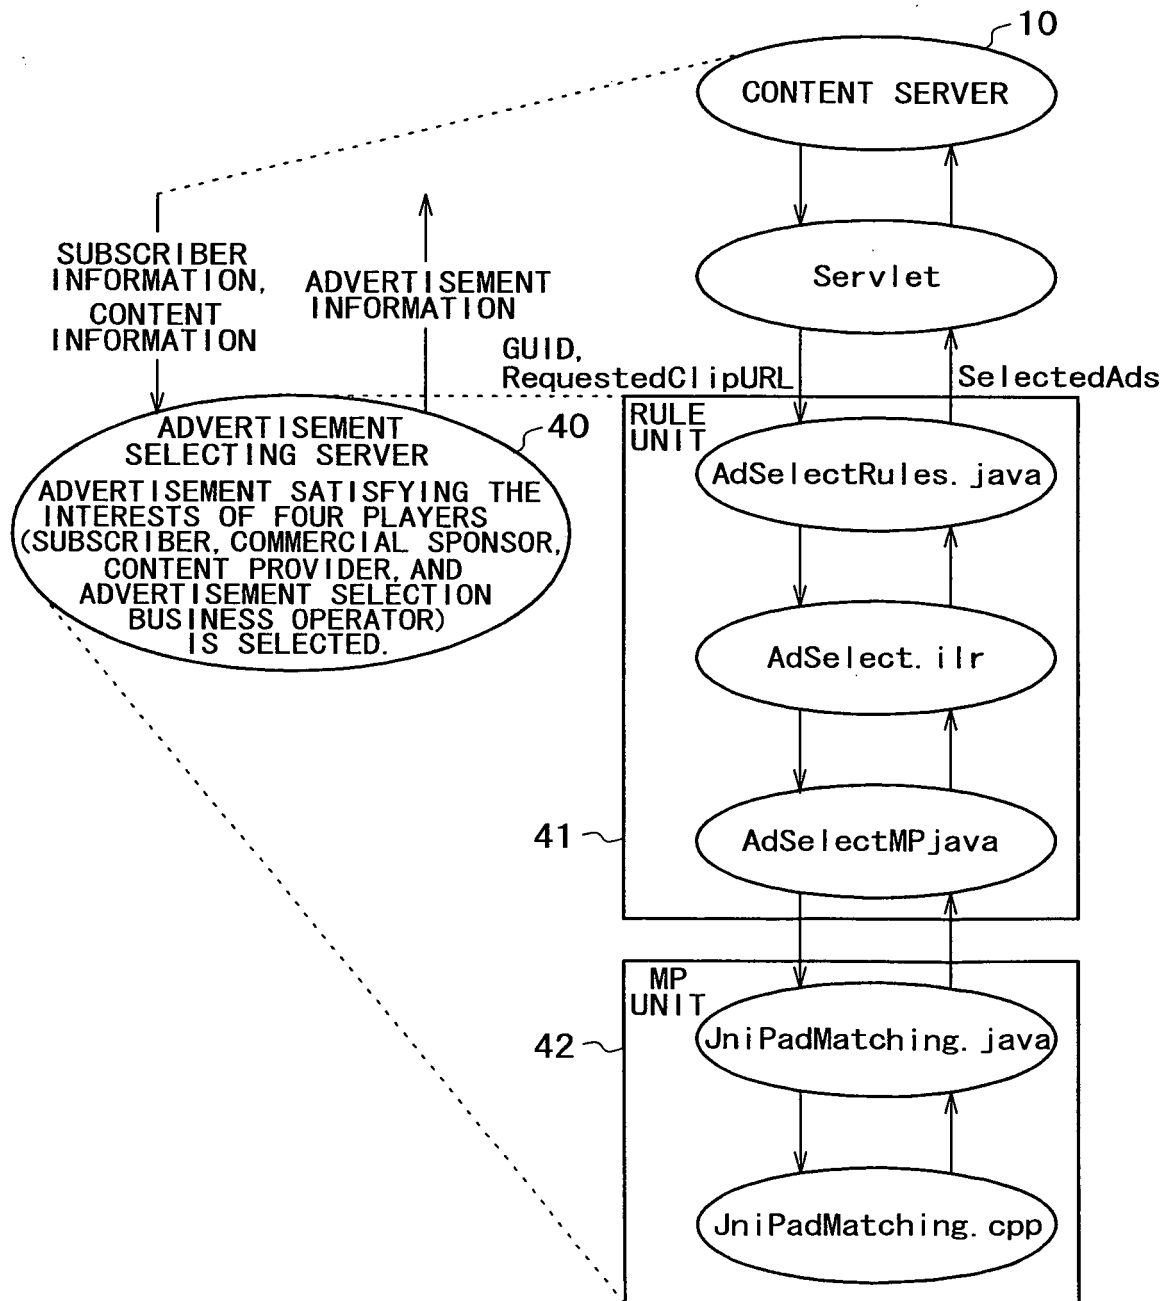 10
CONTENT SERVER
Servlet
SUBSCRIBER
INFORMATION,
CONTENT
INFORMATION
ADVERTISEMENT
INFORMATION
GUID,
RequestedClipURL
SelectedAds
40
ADVERTISEMENT
SELECTING SERVER
ADVERTISEMENT SATISFYING THE
INTERESTS OF FOUR PLAYERS
(SUBSCRIBER, COMMERCIAL SPONSOR,
CONTENT PROVIDER, AND
ADVERTISEMENT SELECTION
BUSINESS OPERATOR)
IS SELECTED.
RULE
UNIT
AdSelectRules.java
AdSelect.ilr
41
AdSelectMPjava
MP
UNIT
42
JniPadMatching.java
JniPadMatching.cpp